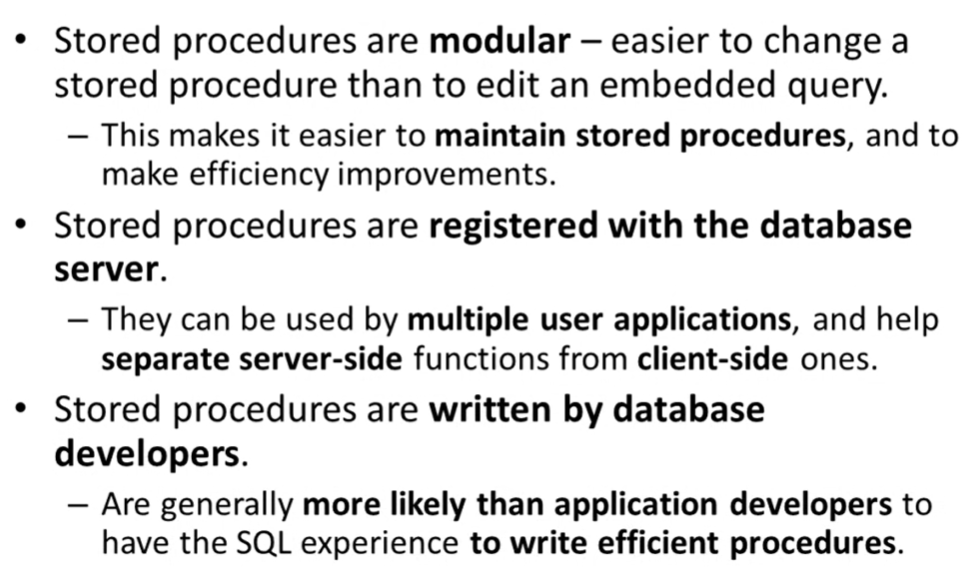 • Stored procedures are modular – easier to change a
stored procedure than to edit an embedded query.
– This makes it easier to maintain stored procedures, and to
make efficiency improvements.
• Stored procedures are registered with the database
server.
– They can be used by multiple user applications, and help
separate server-side functions from client-side ones.
• Stored procedures are written by database
developers.
– Are generally more likely than application developers to
have the SQL experience to write efficient procedures.